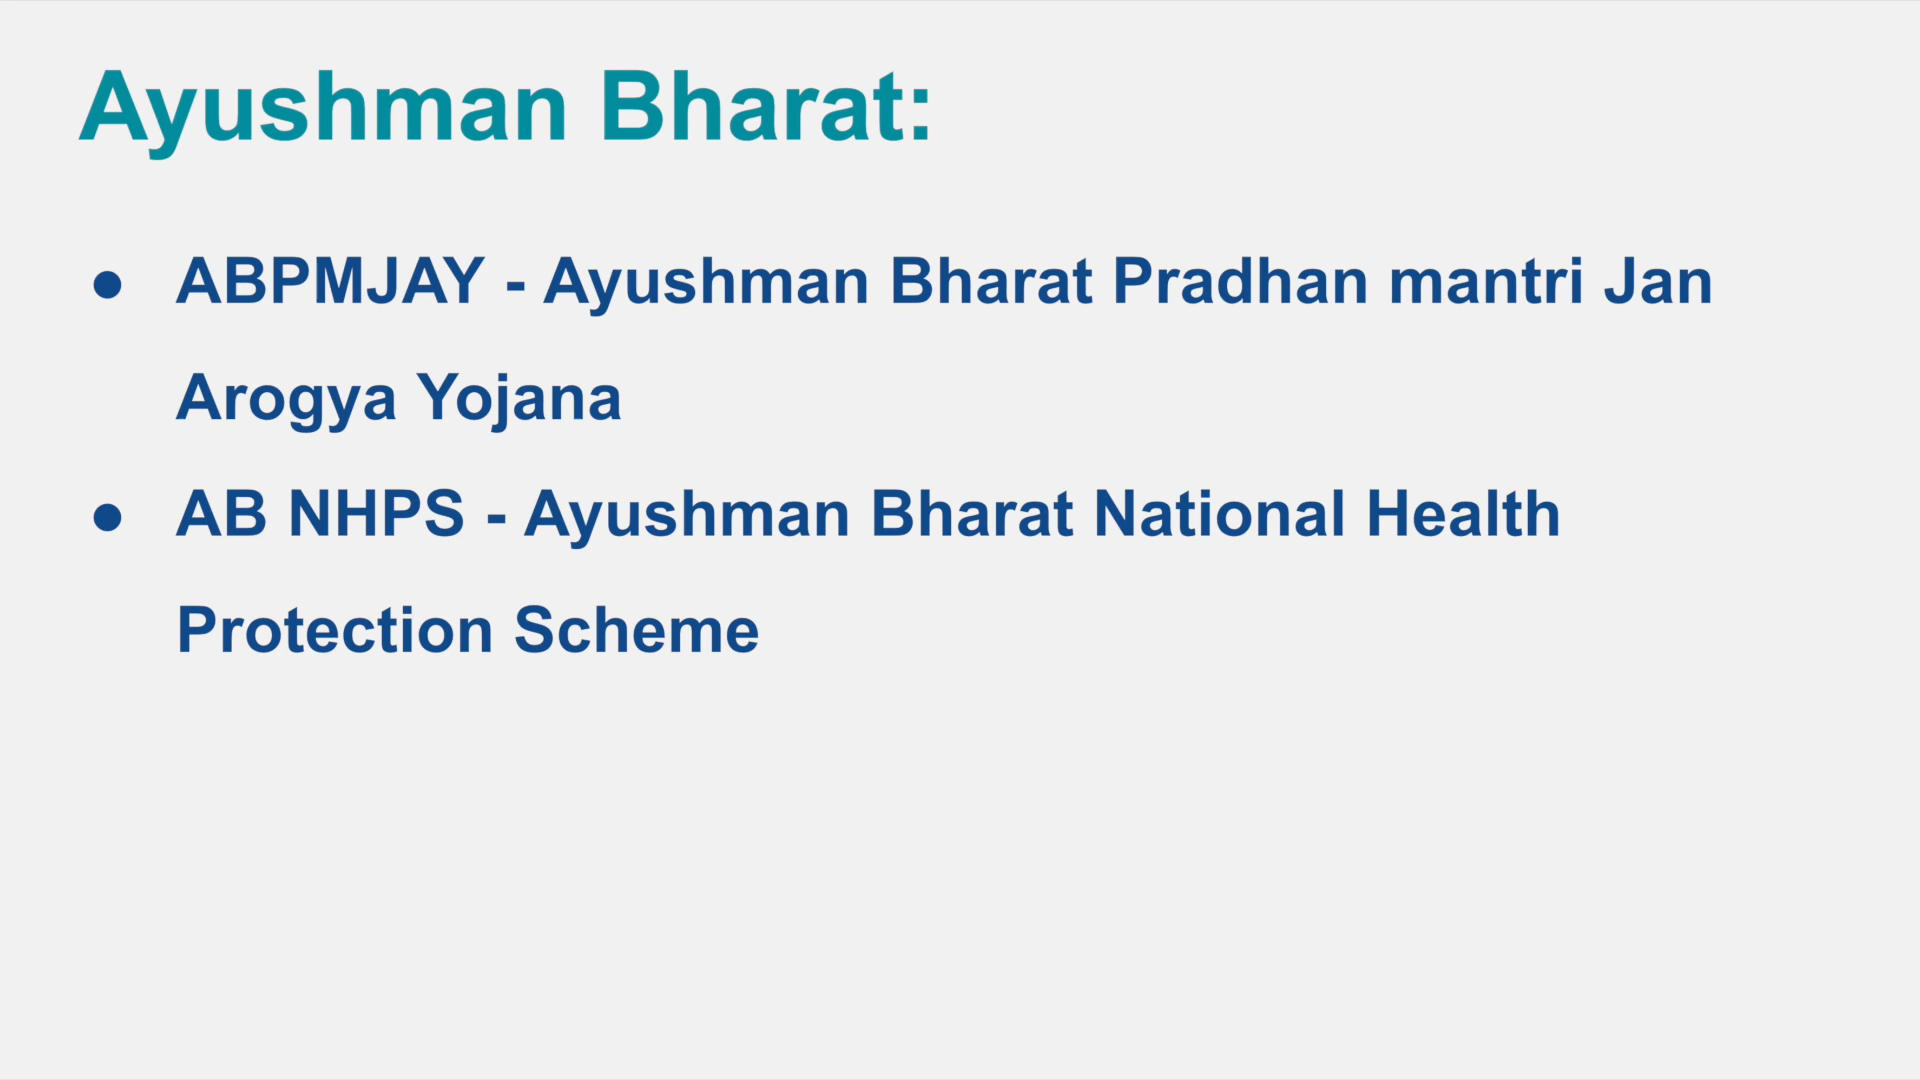 Ayushman Bharat:
● ABPMJAY - Ayushman Bharat Pradhan mantri Jan
Arogya Yojana
● AB NHPS - Ayushman Bharat National Health
Protection Scheme